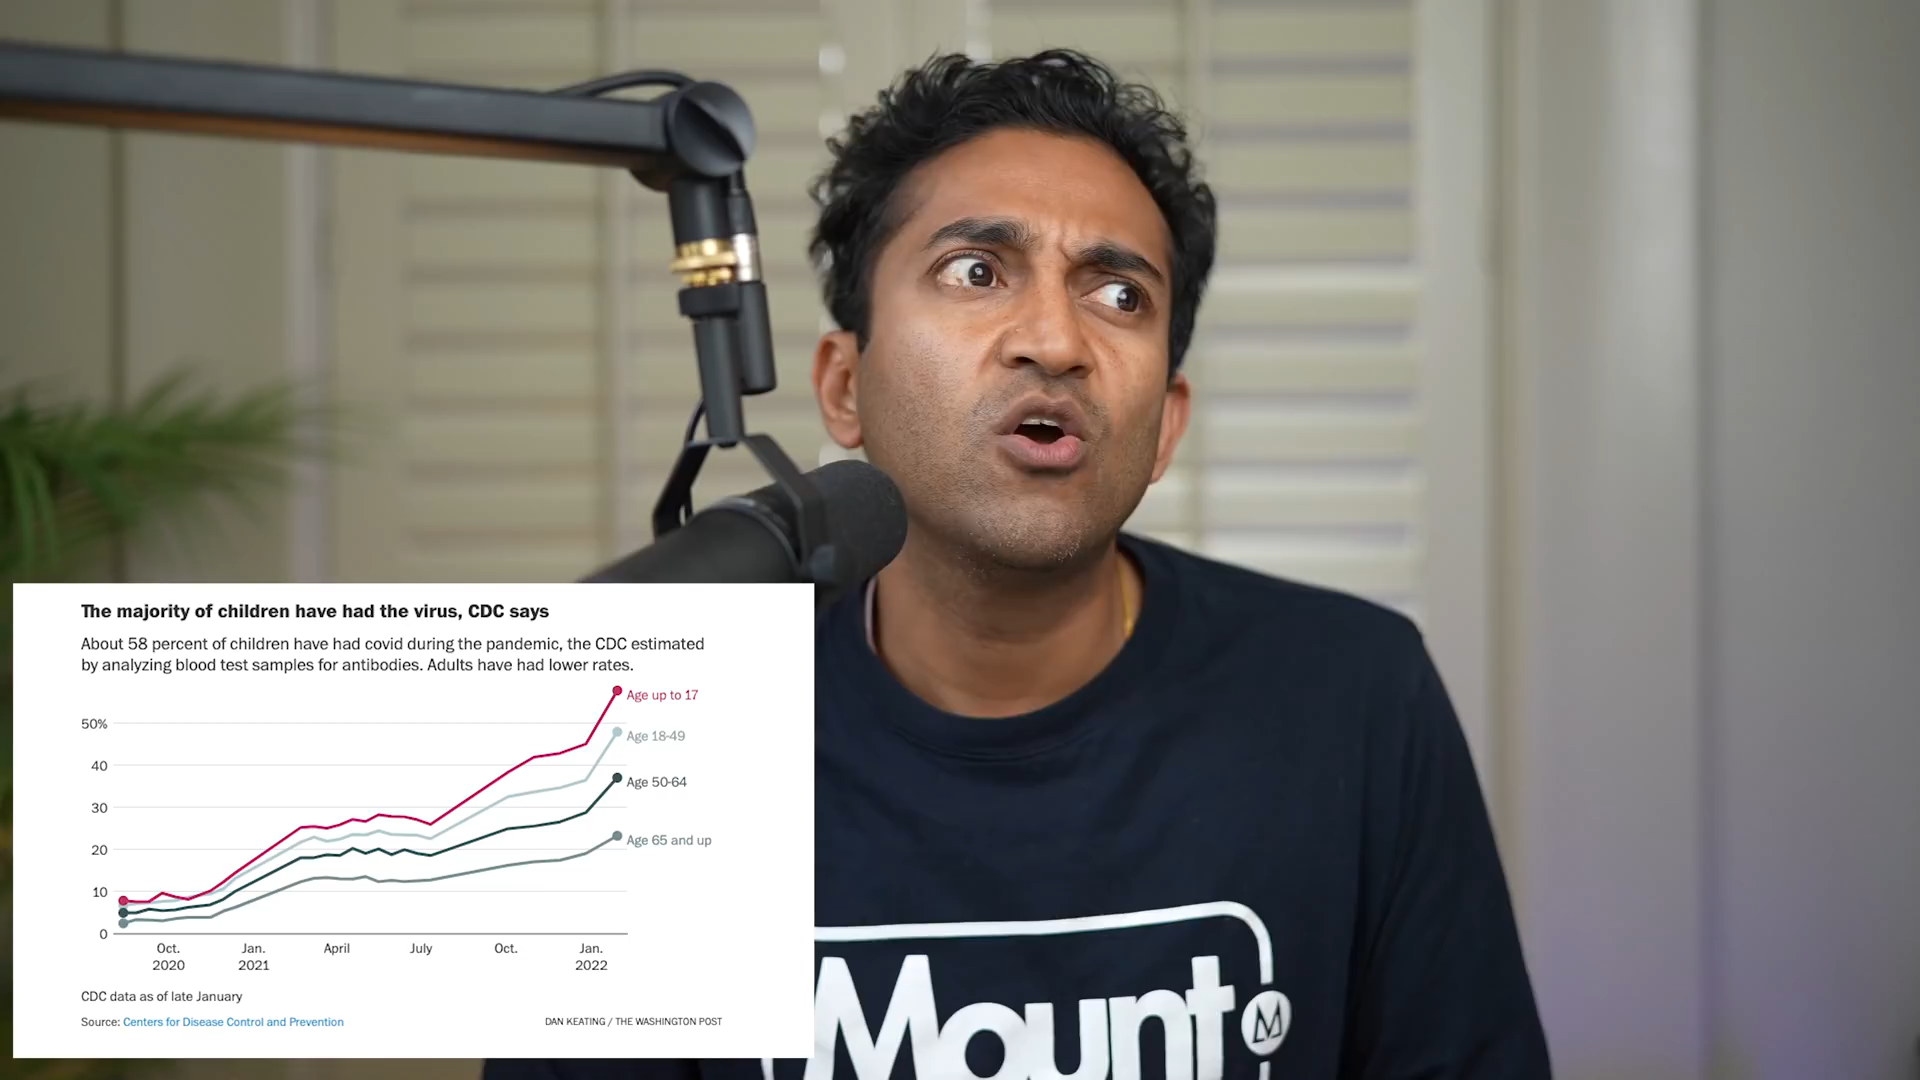 The majority of children have had the virus, CDC says
About 58 percent of children have had covid during the pandemic, the CDC estimated
by analyzing blood test samples for antibodies. Adults have had lower rates.
Age up to 17
50%
Age 18-49
40
Age 50-64
30
Age 65 and up
20
10
0
Oct. Jan. April July Oct. Jan.
2020 2021 2022
CDC data as of late January
Source: Centers for Disease Control and Prevention
DAN KEATING / THE WASHINGTON POST
Mount
M